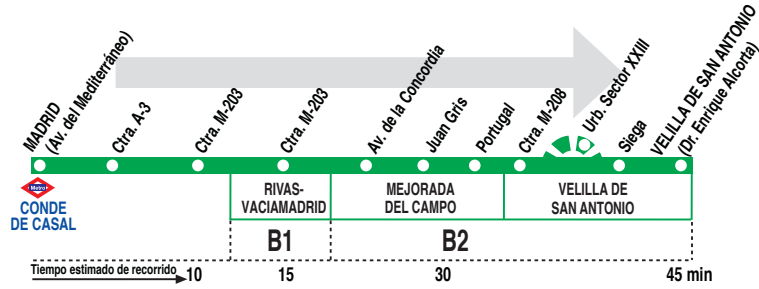 MADRID
(Av. del Mediterráneo)
Ctra. A-3
Ctra. M-203
Ctra. M-203
Av. de la Concordia
Juan Gris
Portugal
Ctra. M-208
Urb. Sector XXIII
Siega
VELILLA DE SAN ANTONIO
(Dr. Enrique Alcorta)
Metro
CONDE
DE CASAL
RIVAS-
VACIAMADRID
MEJORADA
DEL CAMPO
VELILLA DE
SAN ANTONIO
B1
B2
Tiempo estimado de recorrido
10
15
30
45 min